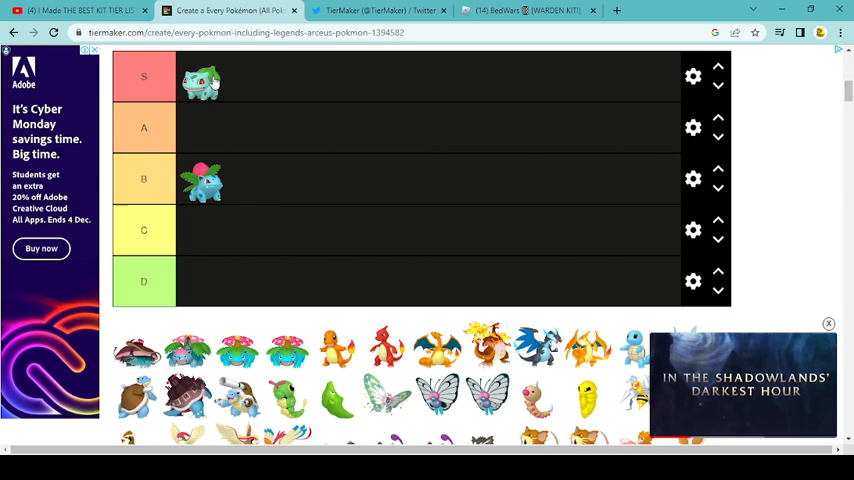 (4) I Made THE BEST KIT TIER LIS
Create a Every Pokémon (All Pok
TierMaker (@TierMaker) / Twitter
(14) BedWars [WARDEN KIT!]
tiermaker.com/create/every-pokmon-including-legends-arceus-pokmon-1394582
Adobe
It's Cyber
Monday
savings time.
Big time.
Students get
an extra
20% off Adobe
Creative Cloud
All Apps. Ends 4 Dec.
Buy now
S
A
B
C
D
X
IN THE SHADOWLANDS'
DARKEST HOUR